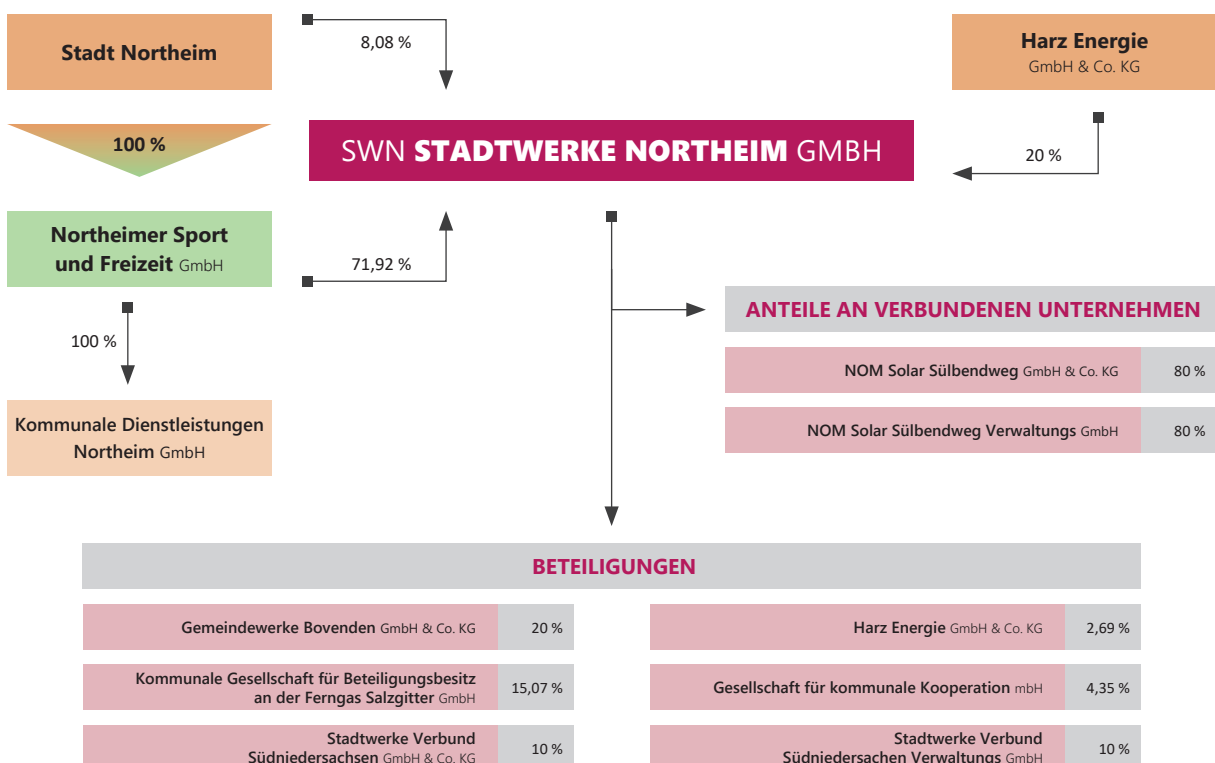 Stadt Northeim
8,08 %
Harz Energie
GmbH & Co. KG
100 %
SWN STADTWERKE NORTHEIM GMBH
20 %
Northeimer Sport
und Freizeit GmbH
71,92 %
100 %
Kommunale Dienstleistungen
Northeim GmbH
ANTEILE AN VERBUNDENEN UNTERNEHMEN
NOM Solar Sülbendweg GmbH & Co. KG 80 %
NOM Solar Sülbendweg Verwaltungs GmbH 80 %
BETEILIGUNGEN
Gemeindewerke Bovenden GmbH & Co. KG 20 %
Kommunale Gesellschaft für Beteiligungsbesitz
an der Ferngas Salzgitter GmbH
15,07 %
Stadtwerke Verbund
Südniedersachsen GmbH & Co. KG
10 %
Harz Energie GmbH & Co. KG 2,69 %
Gesellschaft für kommunale Kooperation mbH 4,35 %
Stadtwerke Verbund
Südniedersachen Verwaltungs GmbH
10 %